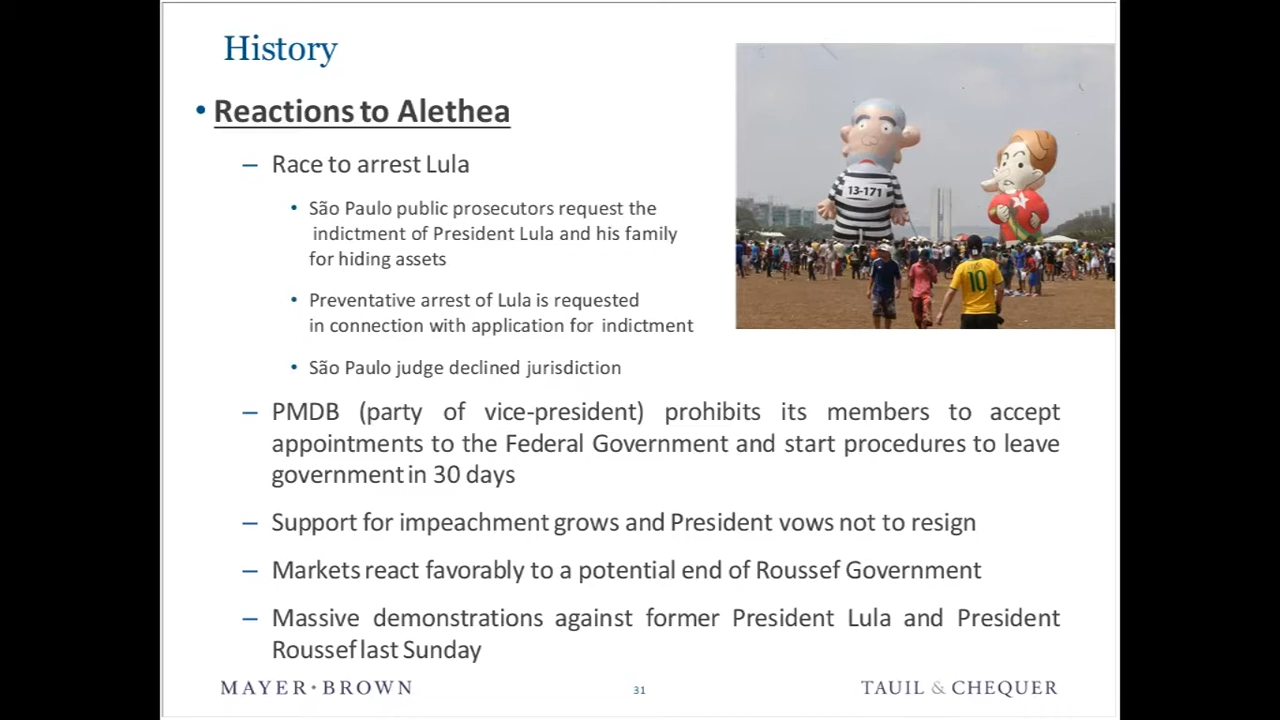 History
• Reactions to Alethea
– Race to arrest Lula
• São Paulo public prosecutors request the
indictment of President Lula and his family
for hiding assets
• Preventative arrest of Lula is requested
in connection with application for indictment
• São Paulo judge declined jurisdiction
– PMDB (party of vice-president) prohibits its members to accept
appointments to the Federal Government and start procedures to leave
government in 30 days
– Support for impeachment grows and President vows not to resign
– Markets react favorably to a potential end of Roussef Government
– Massive demonstrations against former President Lula and President
Roussef last Sunday
13-171
10
MAYER • BROWN
31
TAUIL & CHEQUER